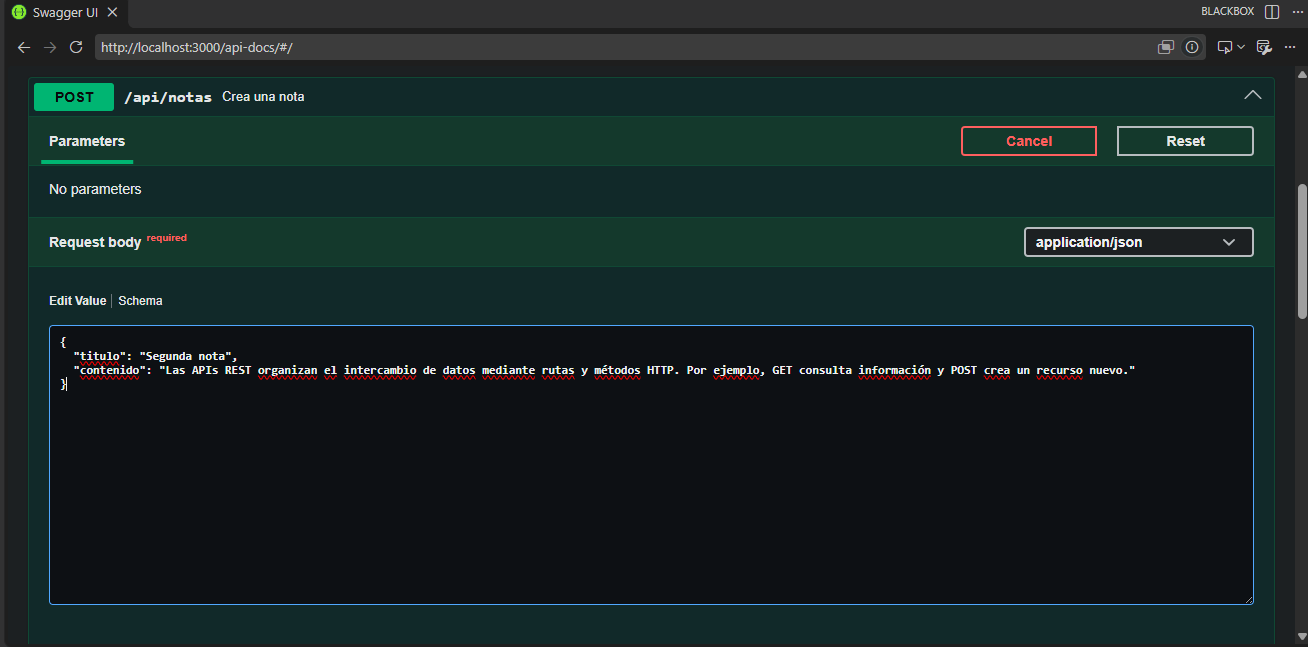 Swagger UI
BLACKBOX
http://localhost:3000/api-docs/#/
POST /api/notas Crea una nota
Parameters
Cancel
Reset
No parameters
Request body required
application/json
Edit Value | Schema
{
"titulo": "Segunda nota",
"contenido": "Las APIs REST organizan el intercambio de datos mediante rutas y métodos HTTP. Por ejemplo, GET consulta información y POST crea un recurso nuevo."
}